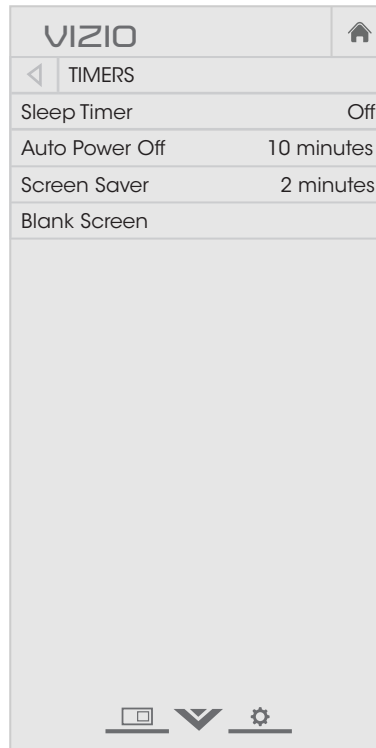 VIZIO
TIMERS
Sleep Timer Off
Auto Power Off 10 minutes
Screen Saver 2 minutes
Blank Screen